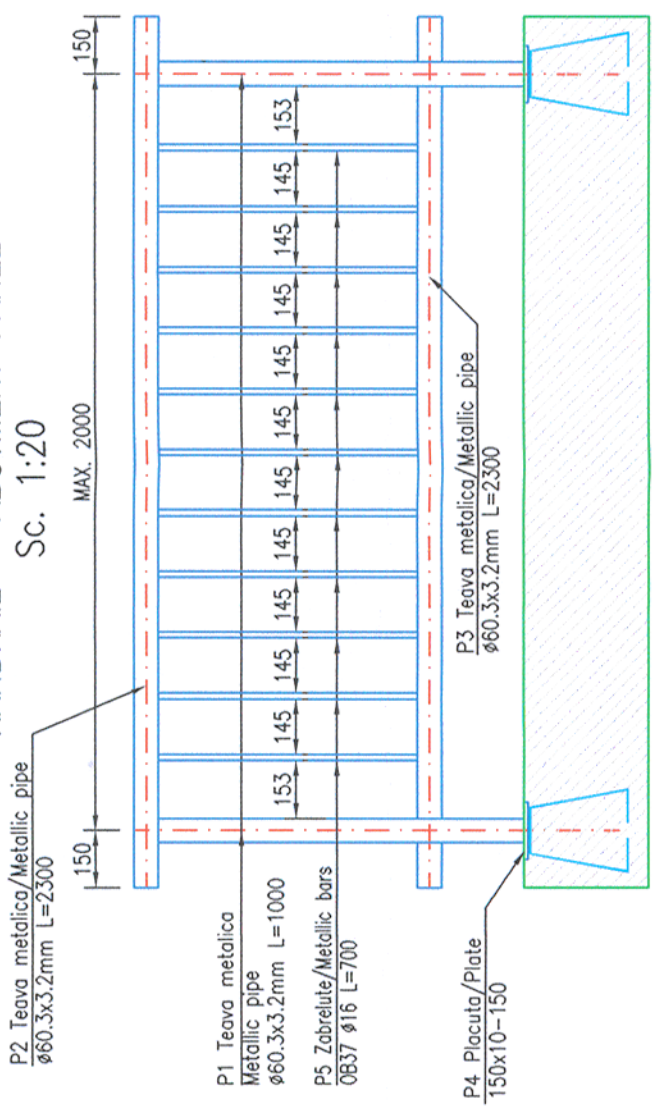 Sc. 1:20
P2 Teava metalica/Metallic pipe
ø60.3x3.2mm L=2300
150
MAX. 2000
150
P1 Teava metalica
Metallic pipe
ø60.3x3.2mm L=1000
153
145
145
145
145
145
145
145
145
145
145
153
P5 Zabrelute/Metallic bars
OB37 ø16 L=700
P3 Teava metalica/Metallic pipe
ø60.3x3.2mm L=2300
P4 Placuta/Plate
150x10-150